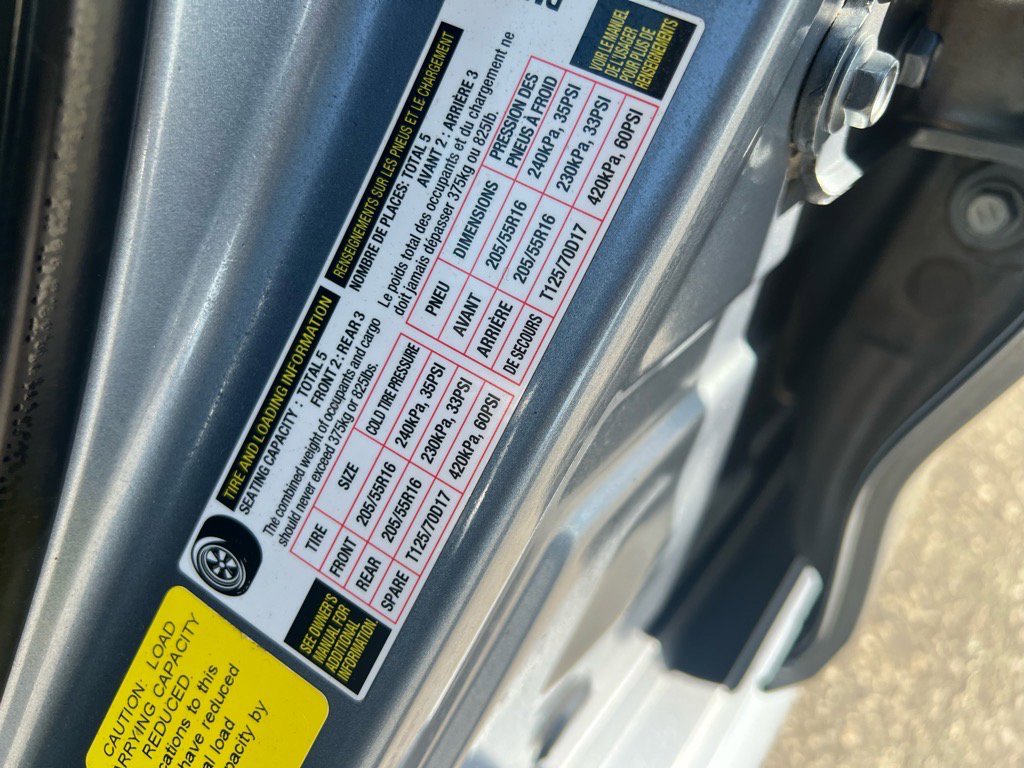 TIRE AND LOADING INFORMATION
SEATING CAPACITY : TOTAL 5
FRONT 2 : REAR 3
The combined weight of occupants and cargo
should never exceed 375kg or 825lbs.
TIRE SIZE COLD TIRE PRESSURE
FRONT 205/55R16 240kPa, 35PSI
REAR 205/55R16 230kPa, 33PSI
SPARE T125/70D17 420kPa, 60PSI
SEE OWNER'S
MANUAL FOR
ADDITIONAL
INFORMATION.
RENSEIGNEMENTS SUR LES PNEUS ET LE CHARGEMENT
NOMBRE DE PLACES: TOTAL 5
AVANT 2 : ARRIÈRE 3
Le poids total des occupants et du chargement ne
doit jamais dépasser 375kg ou 825lb.
PNEU DIMENSIONS PRESSION DES
PNEUS À FROID
AVANT 205/55R16 240kPa, 35PSI
ARRIÈRE 205/55R16 230kPa, 33PSI
DE SECOURS T125/70D17 420kPa, 60PSI
VOIR LE MANUEL
DE L'USAGER
POUR PLUS DE
RENSEIGNEMENTS
CAUTION: LOAD
CARRYING CAPACITY
REDUCED.
to this
have reduced
load
by